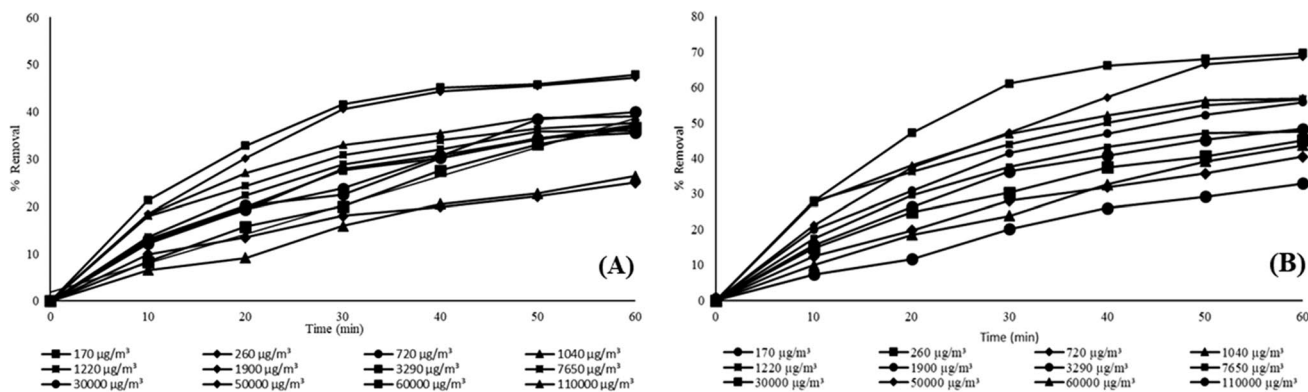 60
50
40
30
20
10
0
% Removal
0 10 20 30 40 50 60
Time (min)
(A)
170 µg/m³ 260 µg/m³ 720 µg/m³ 1040 µg/m³
1220 µg/m³ 1900 µg/m³ 3290 µg/m³ 7650 µg/m³
30000 µg/m³ 50000 µg/m³ 60000 µg/m³ 110000 µg/m³
80
70
60
50
40
30
20
10
0
% Removal
0 10 20 30 40 50 60
Time (min)
(B)
170 µg/m³ 260 µg/m³ 720 µg/m³ 1040 µg/m³
1220 µg/m³ 1900 µg/m³ 3290 µg/m³ 7650 µg/m³
30000 µg/m³ 50000 µg/m³ 60000 µg/m³ 110000 µg/m³